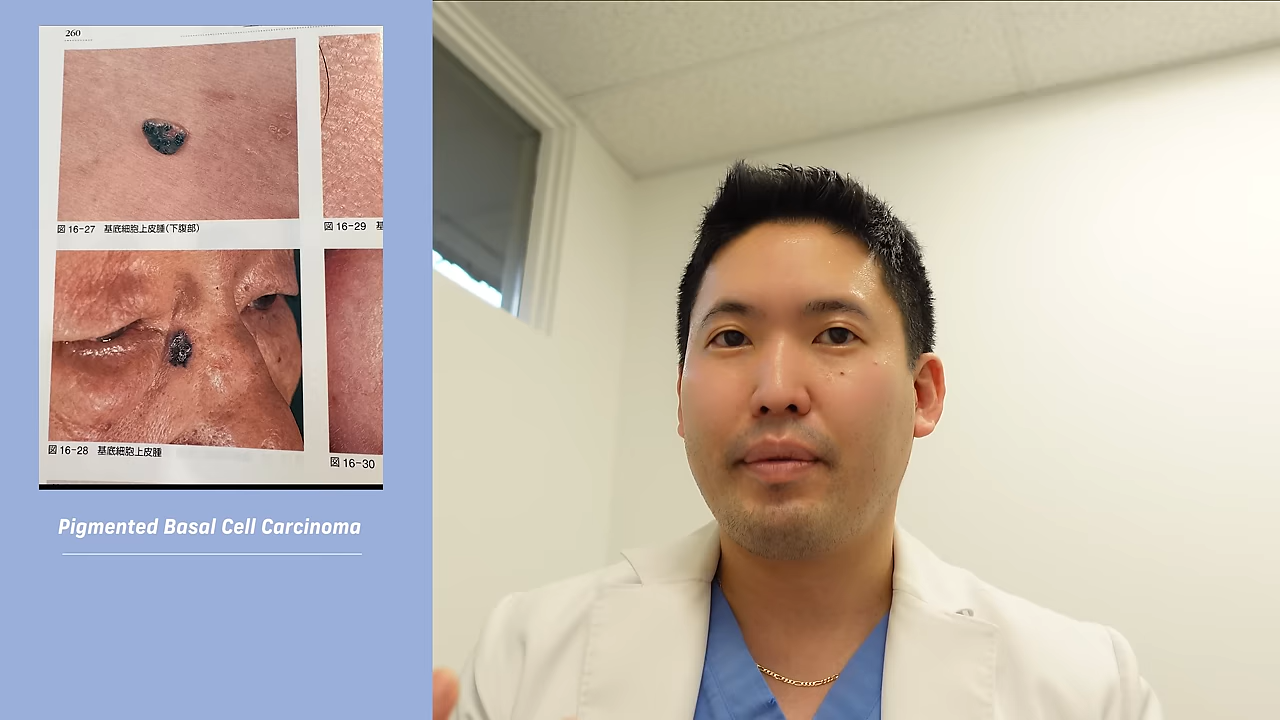 260
図 16-27 基底細胞上皮腫(下腹部)
図 16-29 基
図 16-28 基底細胞上皮腫
図 16-30
Pigmented Basal Cell Carcinoma